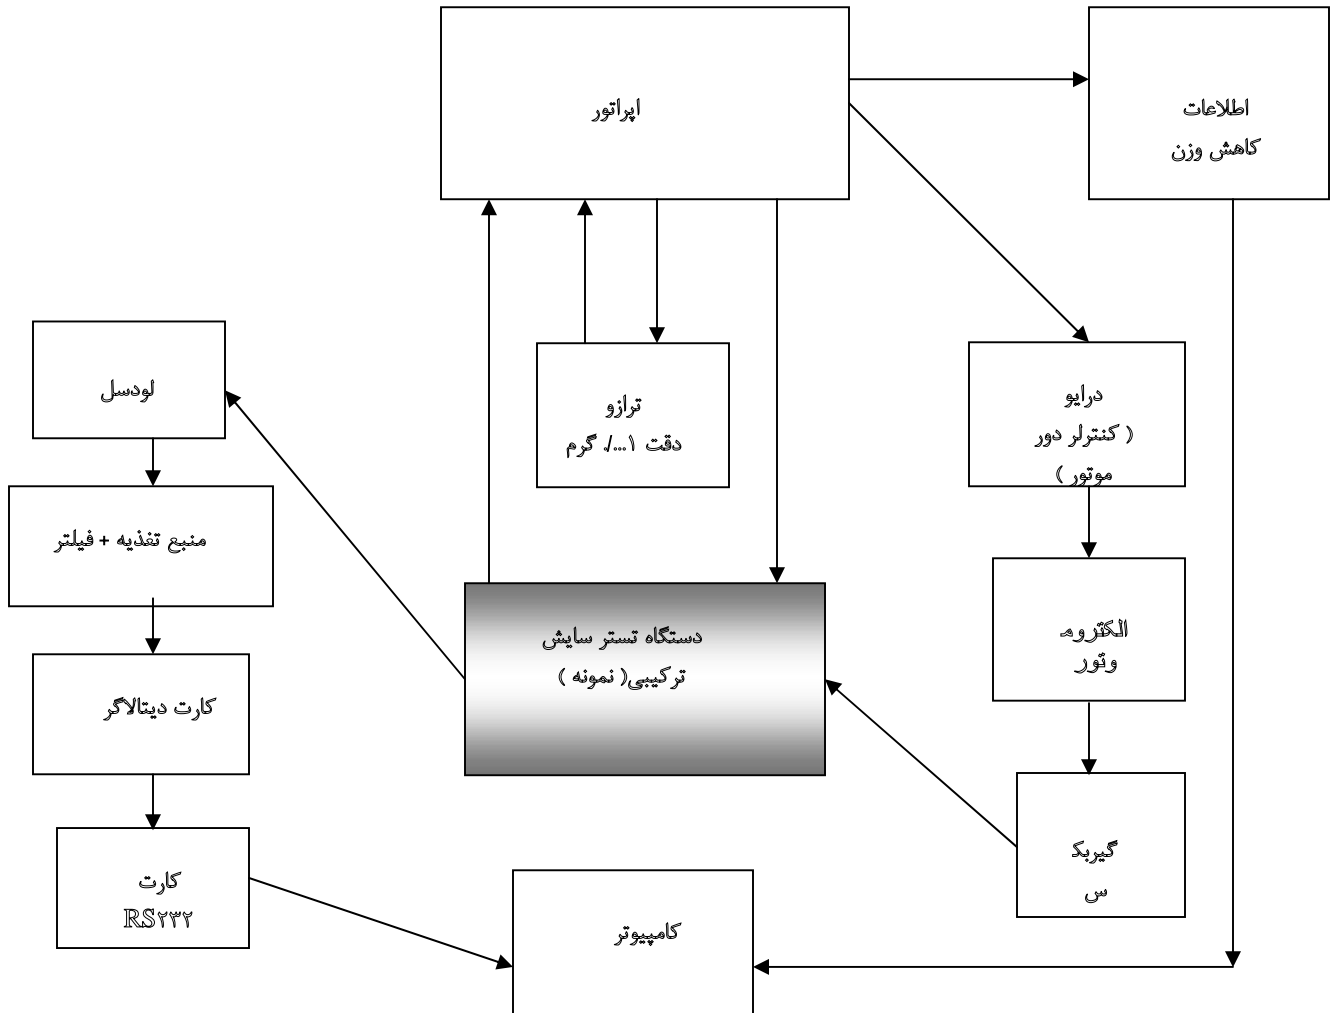 اپراتور
اطلاعات
کاهش وزن
لودسل
ترازو
دقت ۱...۰/ گرم
درایو
( کنترلر دور
موتور )
منبع تغذیه + فیلتر
الکتروم
وتور
دستگاه تستر سایش
ترکیبی( نمونه )
کارت دیتالاگر
گیربک
س
کارت
RS۲۳۲
کامپیوتر